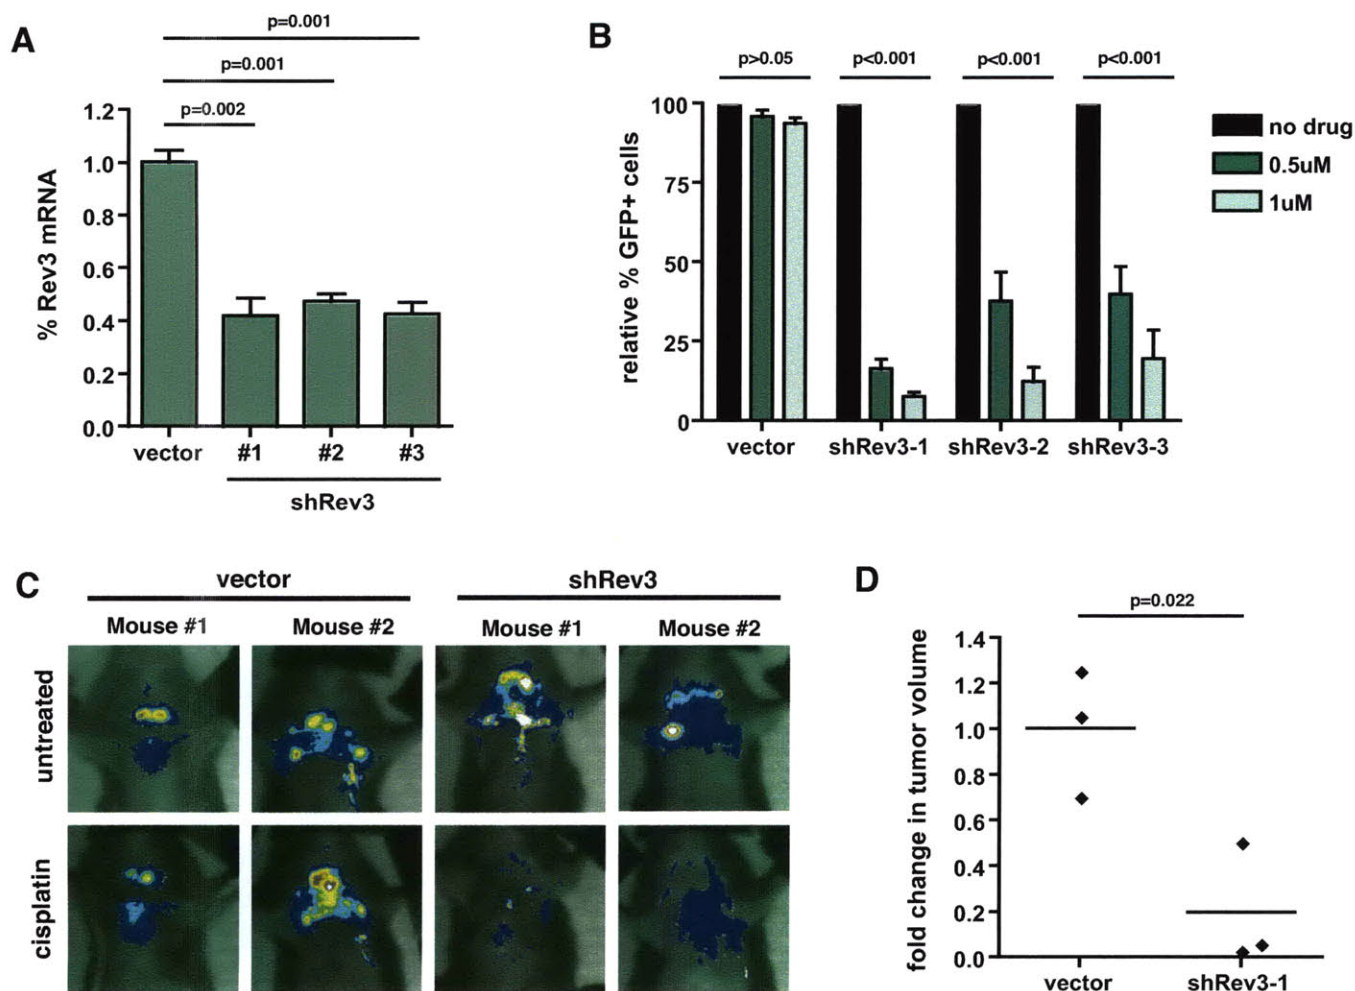 A
p=0.001
p=0.001
p=0.002
1.2
1.0
0.8
0.6
0.4
0.2
0.0
% Rev3 mRNA
vector #1 #2 #3
shRev3
B
p>0.05 p<0.001 p<0.001 p<0.001
100
75
50
25
0
relative % GFP+ cells
vector shRev3-1 shRev3-2 shRev3-3
no drug
0.5uM
1uM
C
vector shRev3
Mouse #1 Mouse #2 Mouse #1 Mouse #2
untreated
cisplatin
D
p=0.022
1.4
1.2
1.0
0.8
0.6
0.4
0.2
0.0
fold change in tumor volume
vector shRev3-1